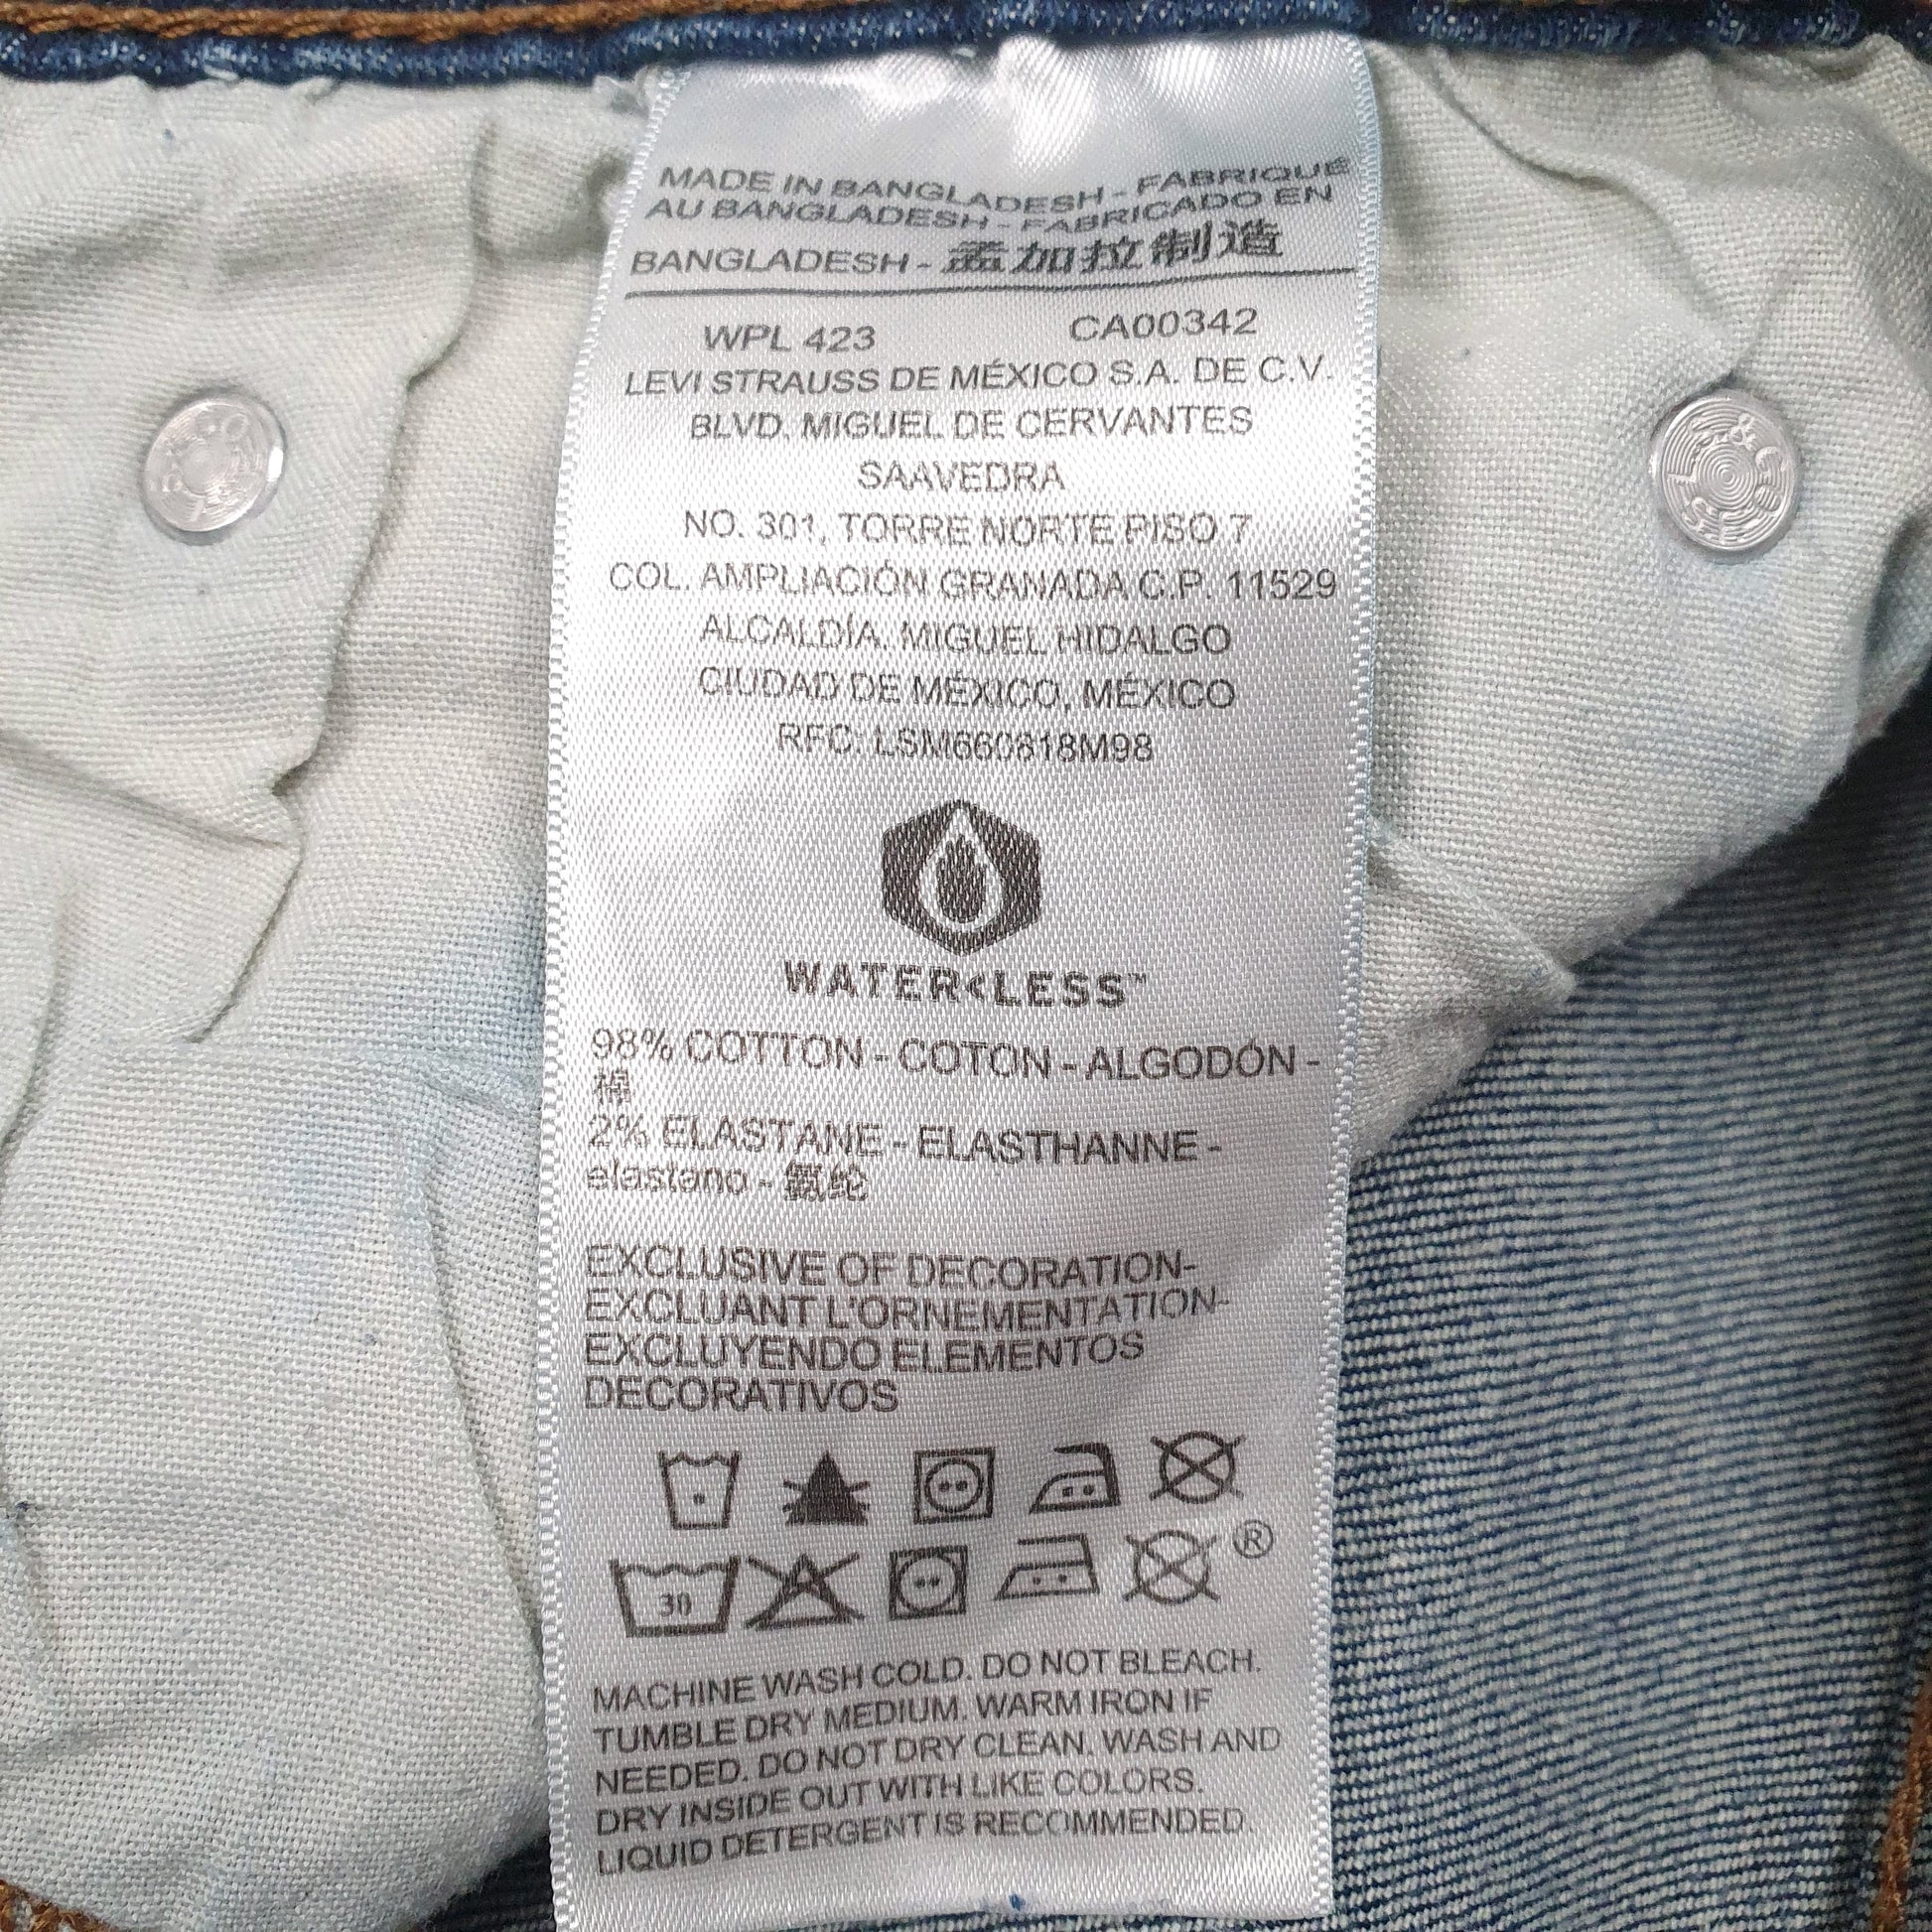 MADE IN BANGLADESH - FABRIQUÉ
AU BANGLADESH - FABRICADO EN
BANGLADESH - 孟加拉制造
WPL 423 CA00342
LEVI STRAUSS DE MÉXICO S.A. DE C.V.
BLVD. MIGUEL DE CERVANTES
SAAVEDRA
NO. 301, TORRE NORTE PISO 7
COL. AMPLIACIÓN GRANADA C.P. 11529
ALCALDÍA. MIGUEL HIDALGO
CIUDAD DE MÉXICO, MÉXICO
RFC: LSM660618M98
WATER<LESS™
98% COTTON - COTON - ALGODÓN -
棉
2% ELASTANE - ELASTHANNE -
elastano - 氨纶
EXCLUSIVE OF DECORATION-
EXCLUANT L'ORNEMENTATION-
EXCLUYENDO ELEMENTOS
DECORATIVOS
®
30
MACHINE WASH COLD. DO NOT BLEACH.
TUMBLE DRY MEDIUM. WARM IRON IF
NEEDED. DO NOT DRY CLEAN. WASH AND
DRY INSIDE OUT WITH LIKE COLORS.
LIQUID DETERGENT IS RECOMMENDED.